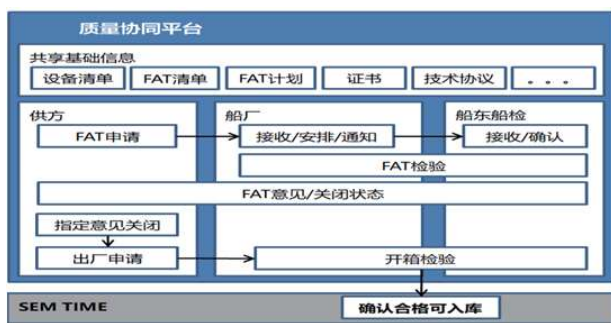 质量协同平台
共享基础信息
设备清单 FAT清单 FAT计划 证书 技术协议 。。。
供方 船厂 船东船检
FAT申请 接收/安排/通知 接收/确认
FAT检验
FAT意见/关闭状态
指定意见关闭
出厂申请 开箱检验
SEM TIME 确认合格可入库